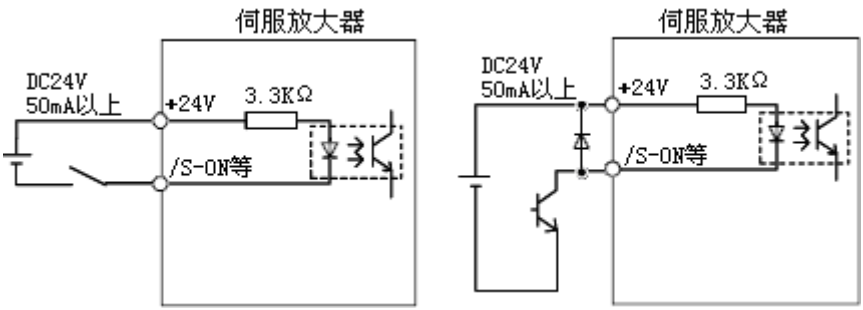 伺服放大器
DC24V
50mA以上
+24V
3.3KΩ
/S-ON等
伺服放大器
DC24V
50mA以上
+24V
3.3KΩ
/S-ON等